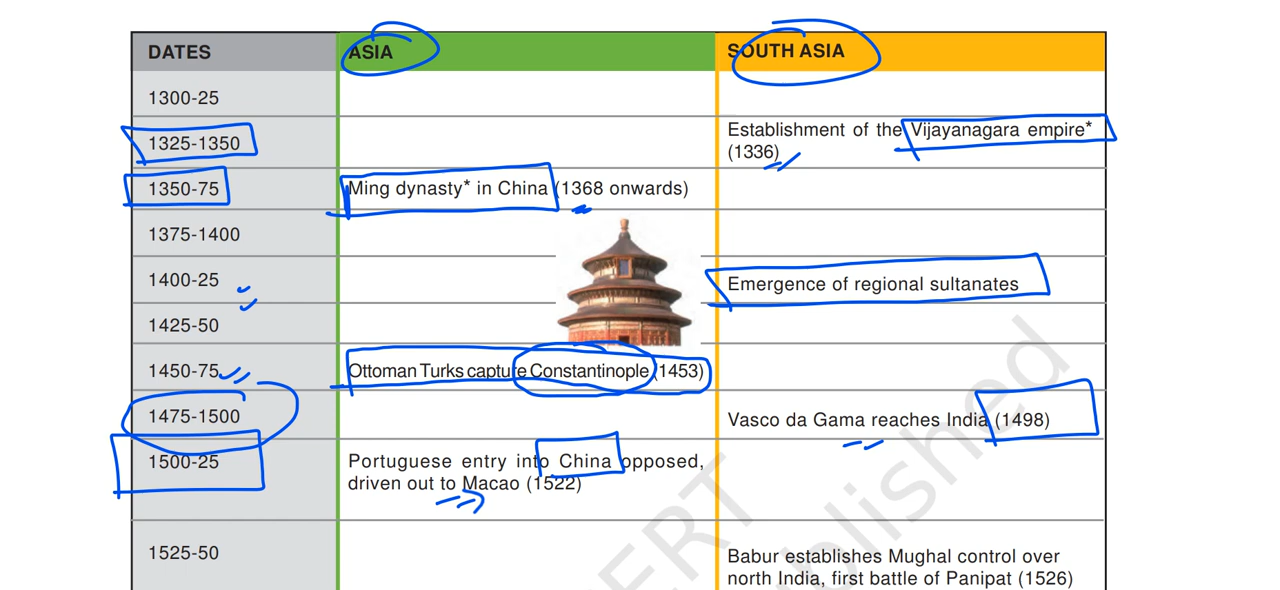 DATES ASIA SOUTH ASIA
1300-25
1325-1350 Establishment of the Vijayanagara empire*
(1336)
1350-75 Ming dynasty* in China (1368 onwards)
1375-1400
1400-25 Emergence of regional sultanates
1425-50
1450-75 Ottoman Turks capture Constantinople (1453)
1475-1500 Vasco da Gama reaches India (1498)
1500-25 Portuguese entry into China opposed,
driven out to Macao (1522)
1525-50 Babur establishes Mughal control over
north India, first battle of Panipat (1526)